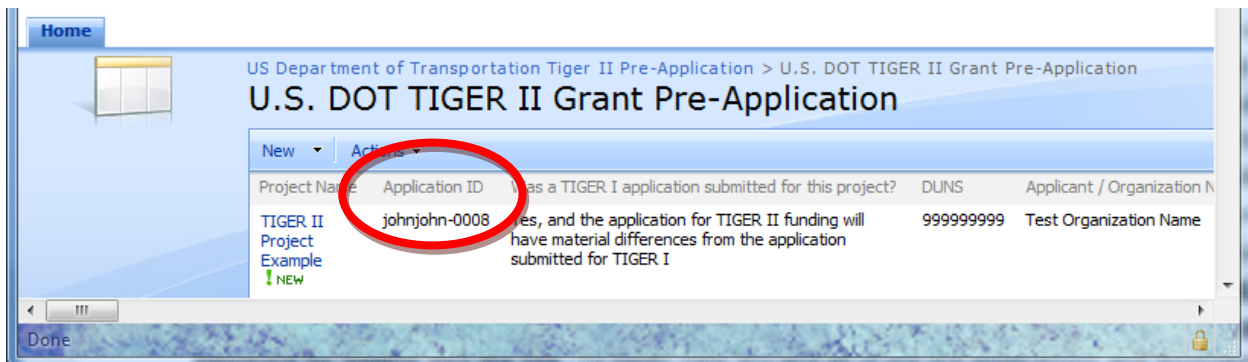 Home
US Department of Transportation Tiger II Pre-Application > U.S. DOT TIGER II Grant Pre-Application
U.S. DOT TIGER II Grant Pre-Application
New Actions
Project Name Application ID Was a TIGER I application submitted for this project? DUNS Applicant / Organization N
TIGER II johnjohn-0008 Yes, and the application for TIGER II funding will 999999999 Test Organization Name
Project have material differences from the application
Example submitted for TIGER I
! NEW
Done